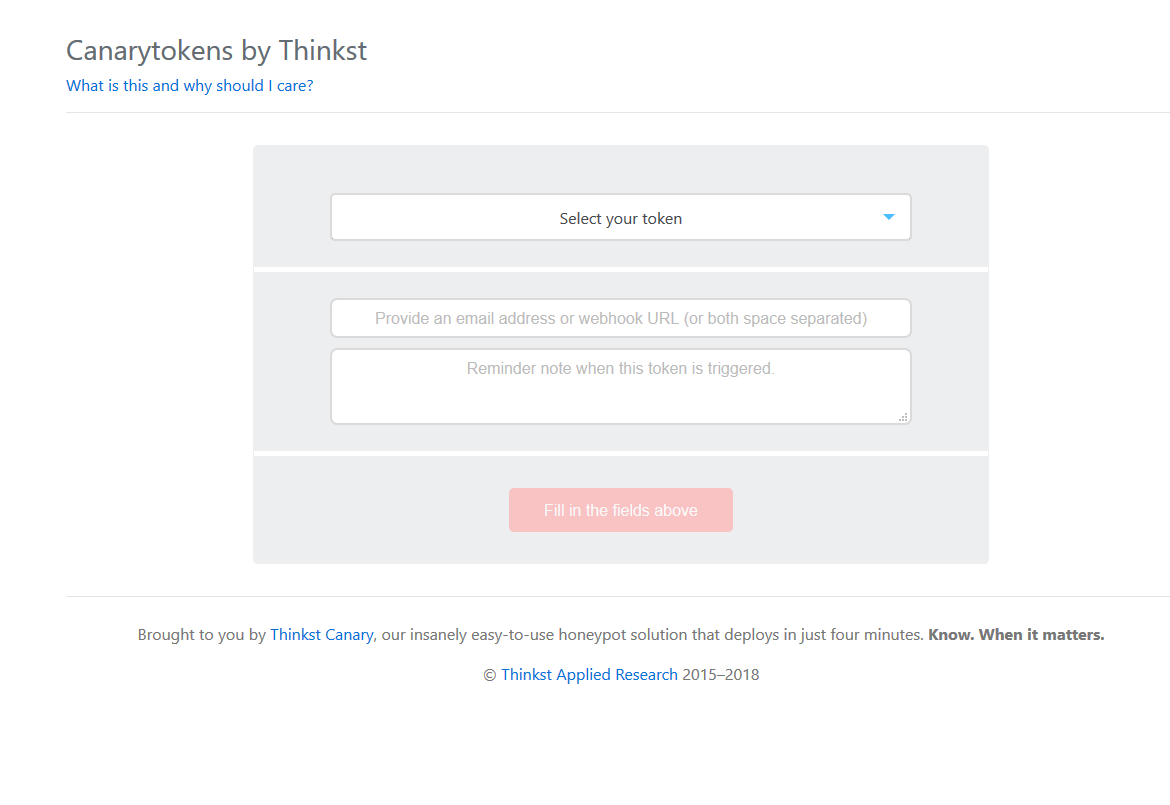 Canarytokens by Thinkst
What is this and why should I care?
Select your token
Provide an email address or webhook URL (or both space separated)
Reminder note when this token is triggered.
Fill in the fields above
Brought to you by Thinkst Canary, our insanely easy-to-use honeypot solution that deploys in just four minutes. Know. When it matters.
© Thinkst Applied Research 2015–2018